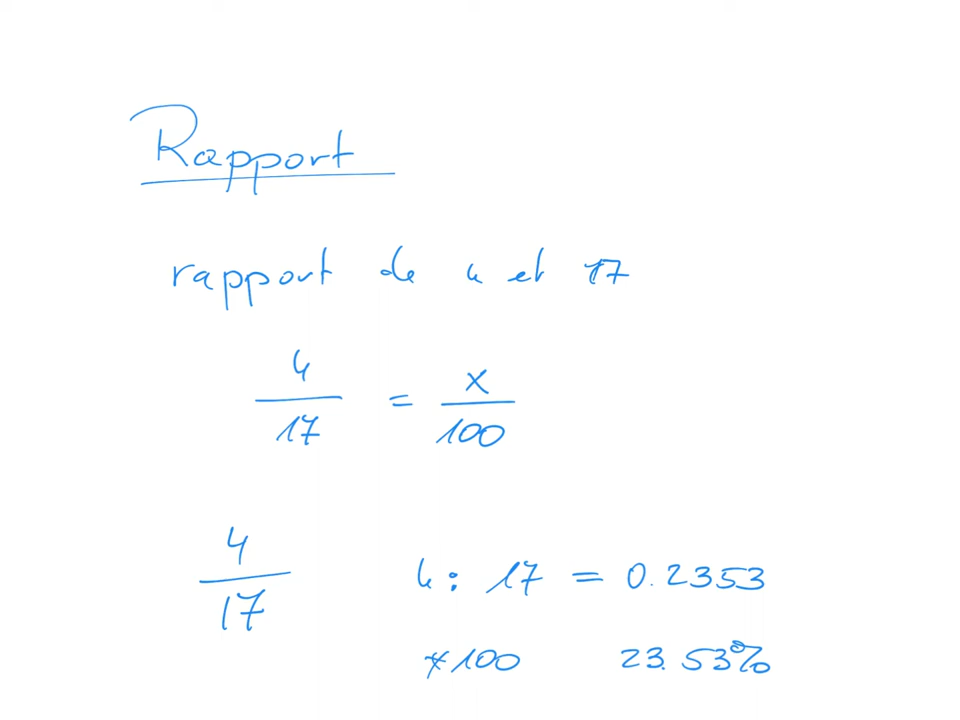 Rapport
rapport de 4 et 17
4/17 = x/100
4/17 4 : 17 = 0.2353
*100 23.53%